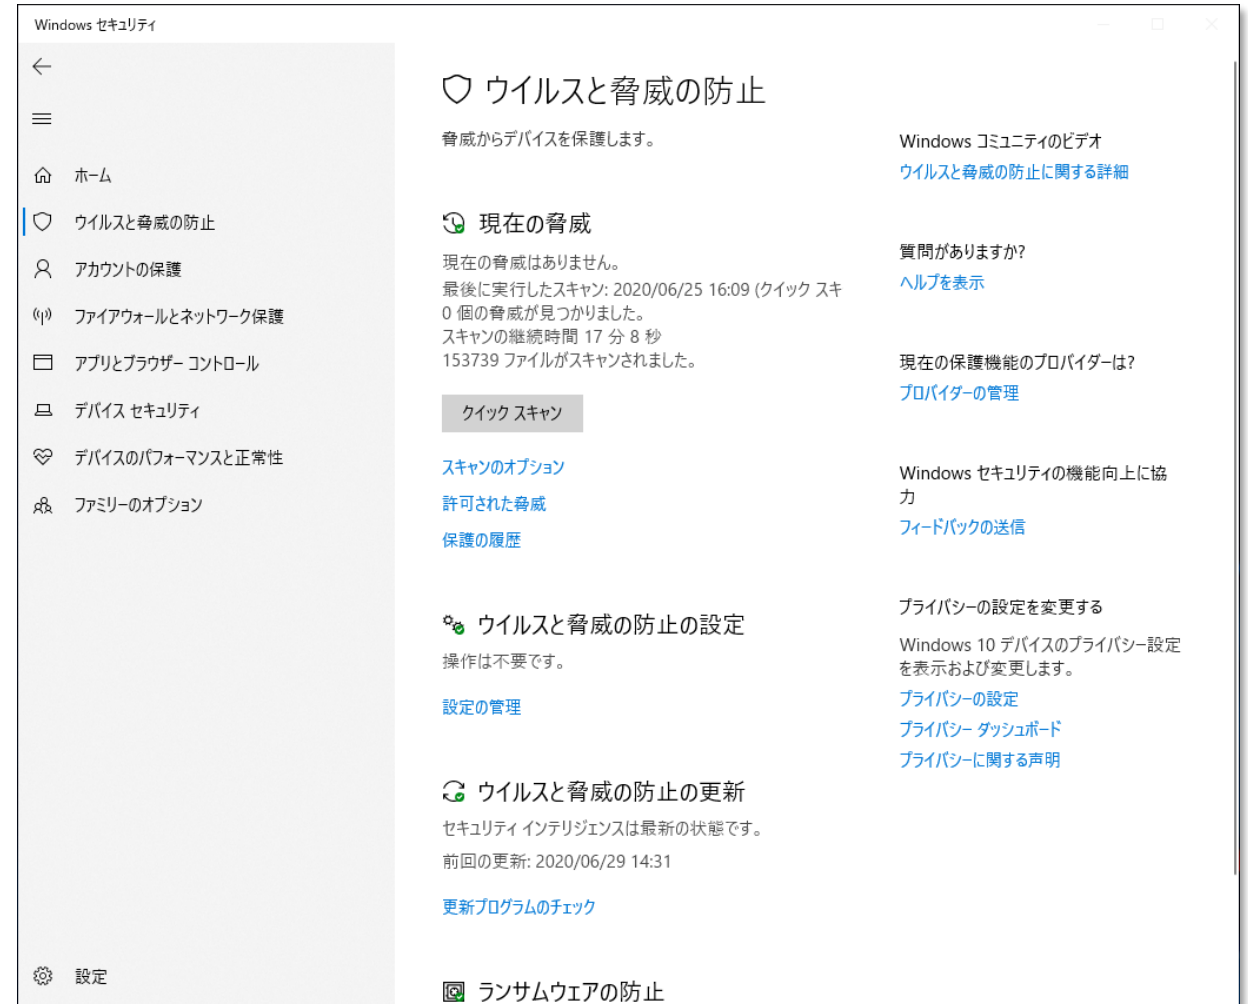 Windows セキュリティ
ホーム
ウイルスと脅威の防止
アカウントの保護
ファイアウォールとネットワーク保護
アプリとブラウザー コントロール
デバイス セキュリティ
デバイスのパフォーマンスと正常性
ファミリーのオプション
設定
ウイルスと脅威の防止
脅威からデバイスを保護します。
現在の脅威
現在の脅威はありません。
最後に実行したスキャン: 2020/06/25 16:09 (クイック スキ
0 個の脅威が見つかりました。
スキャンの継続時間 17 分 8 秒
153739 ファイルがスキャンされました。
クイック スキャン
スキャンのオプション
許可された脅威
保護の履歴
ウイルスと脅威の防止の設定
操作は不要です。
設定の管理
ウイルスと脅威の防止の更新
セキュリティ インテリジェンスは最新の状態です。
前回の更新: 2020/06/29 14:31
更新プログラムのチェック
ランサムウェアの防止
Windows コミュニティのビデオ
ウイルスと脅威の防止に関する詳細
質問がありますか?
ヘルプを表示
現在の保護機能のプロバイダーは?
プロバイダーの管理
Windows セキュリティの機能向上に協
力
フィードバックの送信
プライバシーの設定を変更する
Windows 10 デバイスのプライバシー設定
を表示および変更します。
プライバシーの設定
プライバシー ダッシュボード
プライバシーに関する声明